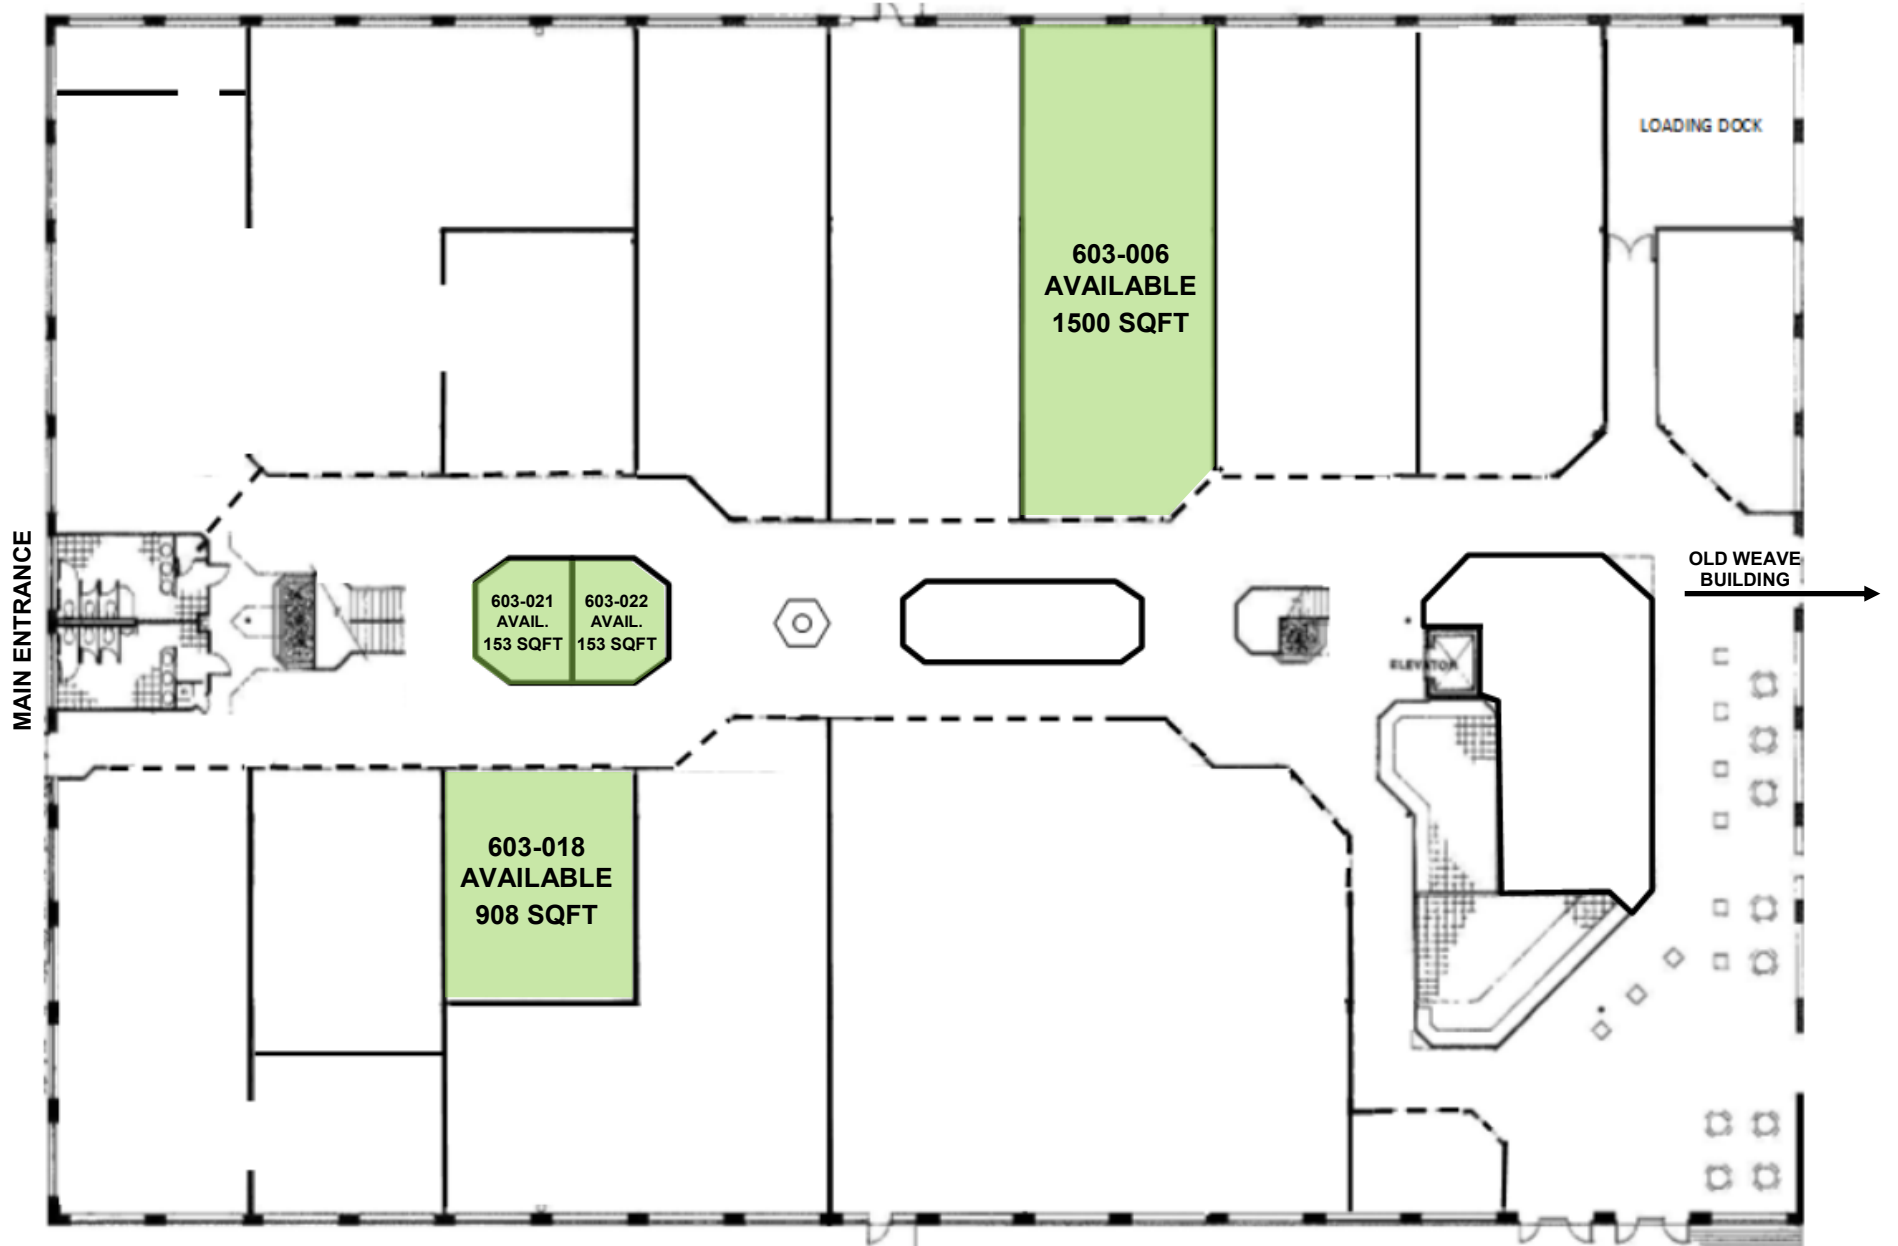 LOADING DOCK
603-006
AVAILABLE
1500 SQFT
MAIN ENTRANCE
OLD WEAVE
BUILDING
603-021
AVAIL.
153 SQFT
603-022
AVAIL.
153 SQFT
ELEVATOR
603-018
AVAILABLE
908 SQFT